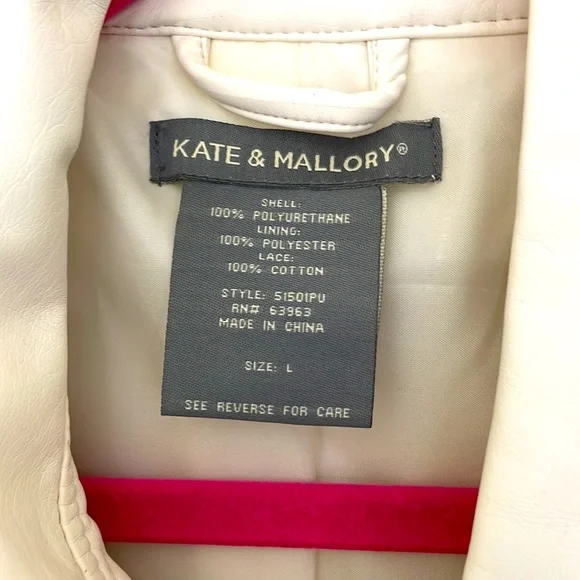 KATE & MALLORY®
SHELL:
100% POLYURETHANE
LINING:
100% POLYESTER
LACE:
100% COTTON
STYLE: 51501PU
RN# 63963
MADE IN CHINA
SIZE: L
SEE REVERSE FOR CARE